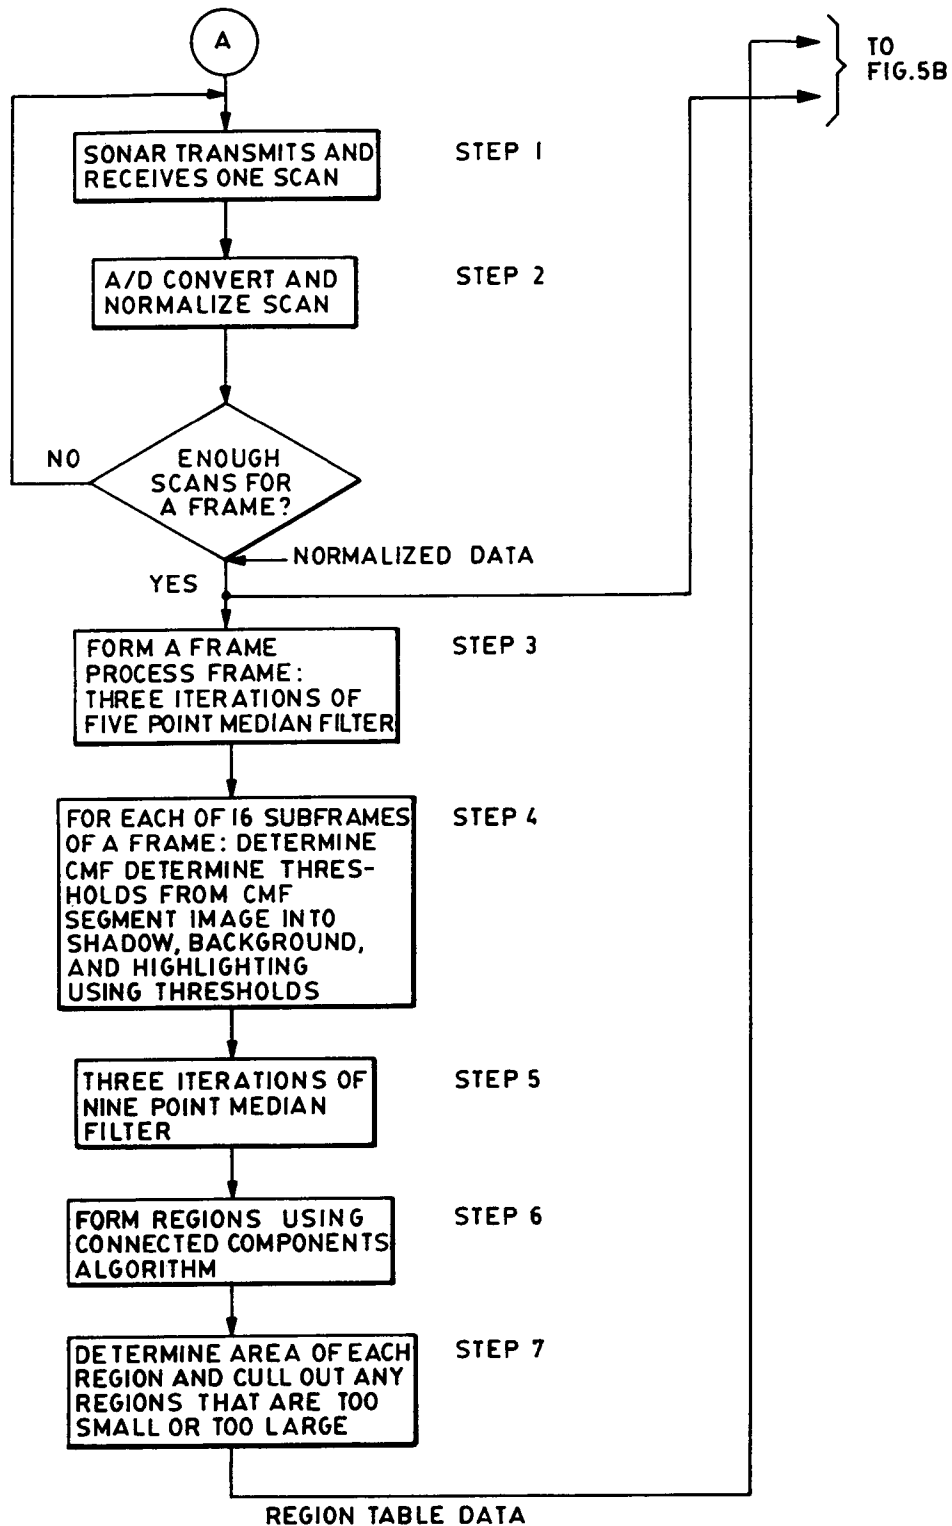 A
TO
FIG.5B
SONAR TRANSMITS AND
RECEIVES ONE SCAN
STEP 1
A/D CONVERT AND
NORMALIZE SCAN
STEP 2
NO
ENOUGH
SCANS FOR
A FRAME?
NORMALIZED DATA
YES
FORM A FRAME
PROCESS FRAME:
THREE ITERATIONS OF
FIVE POINT MEDIAN FILTER
STEP 3
FOR EACH OF 16 SUBFRAMES
OF A FRAME: DETERMINE
CMF DETERMINE THRES-
HOLDS FROM CMF
SEGMENT IMAGE INTO
SHADOW, BACKGROUND,
AND HIGHLIGHTING
USING THRESHOLDS
STEP 4
THREE ITERATIONS OF
NINE POINT MEDIAN
FILTER
STEP 5
FORM REGIONS USING
CONNECTED COMPONENTS
ALGORITHM
STEP 6
DETERMINE AREA OF EACH
REGION AND CULL OUT ANY
REGIONS THAT ARE TOO
SMALL OR TOO LARGE
STEP 7
REGION TABLE DATA